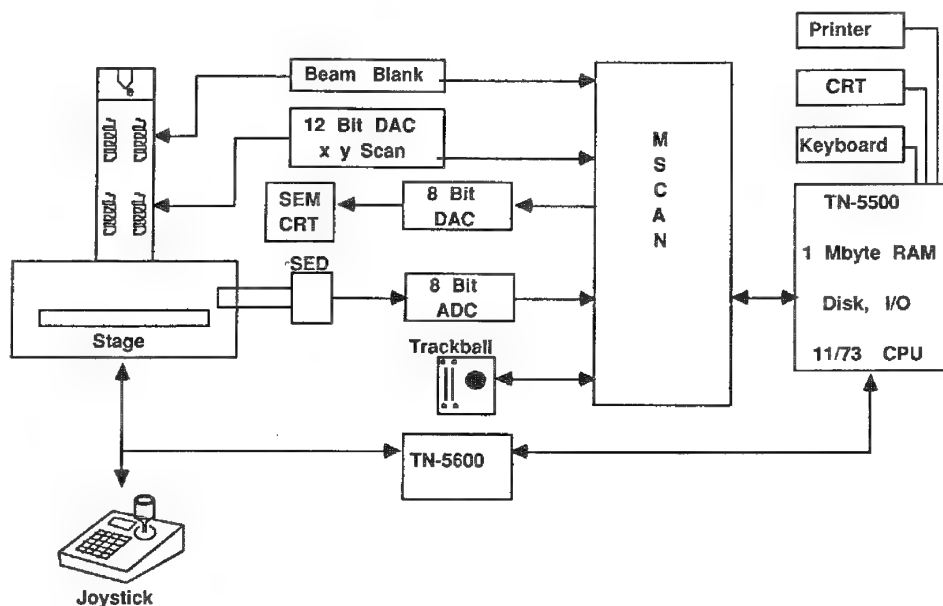 Printer
Beam Blank
CRT
12 Bit DAC
x y Scan
M
S
C
A
N
Keyboard
SEM
CRT
8 Bit
DAC
TN-5500
1 Mbyte RAM
Disk, I/O
11/73 CPU
SED
8 Bit
ADC
Stage
Trackball
TN-5600
Joystick